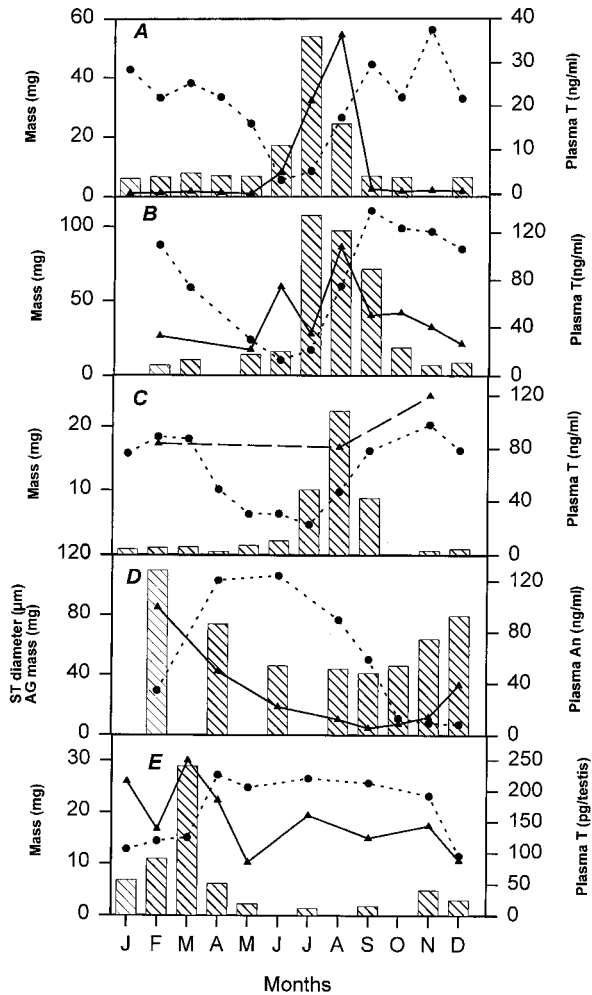 60
40
20
0
Mass (mg)
A
40
30
20
10
0
Plasma T (ng/ml)
100
50
0
Mass (mg)
B
120
80
40
0
Plasma T(ng/ml)
20
10
Mass (mg)
C
120
80
40
0
Plasma T (ng/ml)
120
80
40
0
ST diameter (µm)
AG mass (mg)
D
120
80
40
0
Plasma An (ng/ml)
30
20
10
0
Mass (mg)
E
250
200
150
100
50
0
Plasma T (pg/testis)
J F M A M J J A S O N D
Months